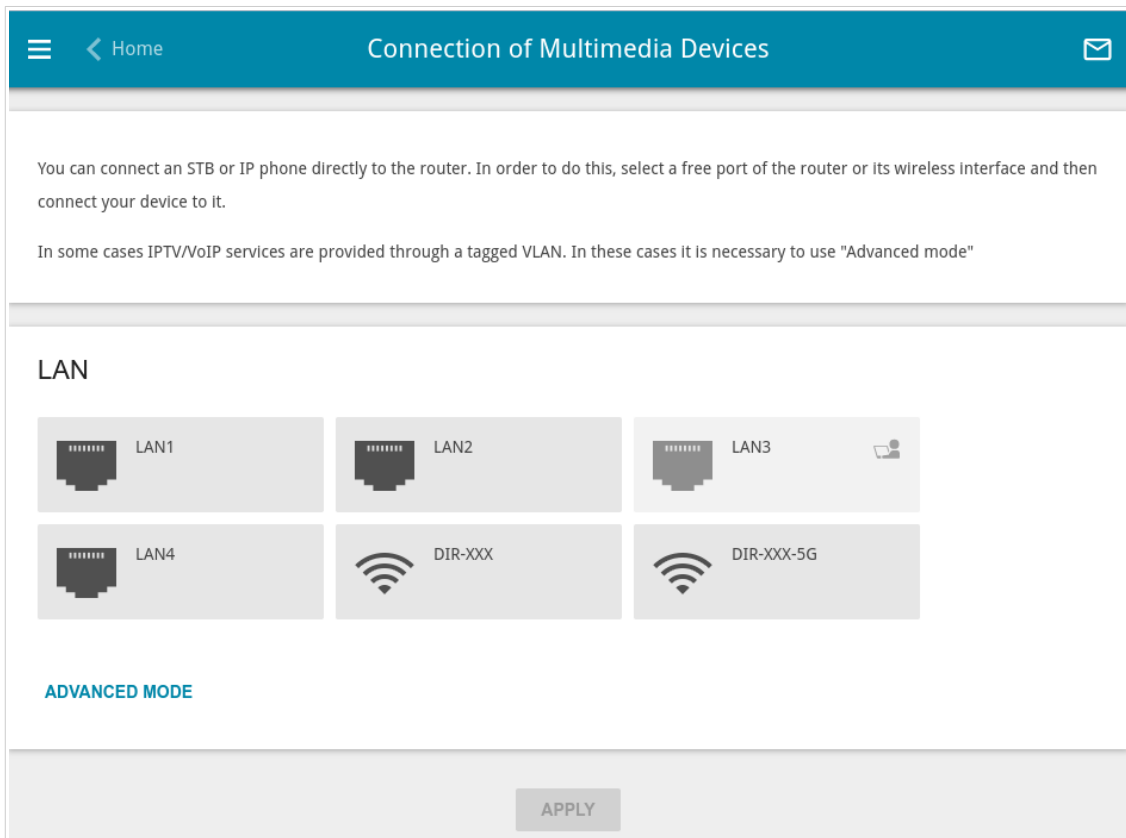 Home
Connection of Multimedia Devices
You can connect an STB or IP phone directly to the router. In order to do this, select a free port of the router or its wireless interface and then
connect your device to it.
In some cases IPTV/VoIP services are provided through a tagged VLAN. In these cases it is necessary to use "Advanced mode"
LAN
LAN1
LAN2
LAN3
LAN4
DIR-XXX
DIR-XXX-5G
ADVANCED MODE
APPLY